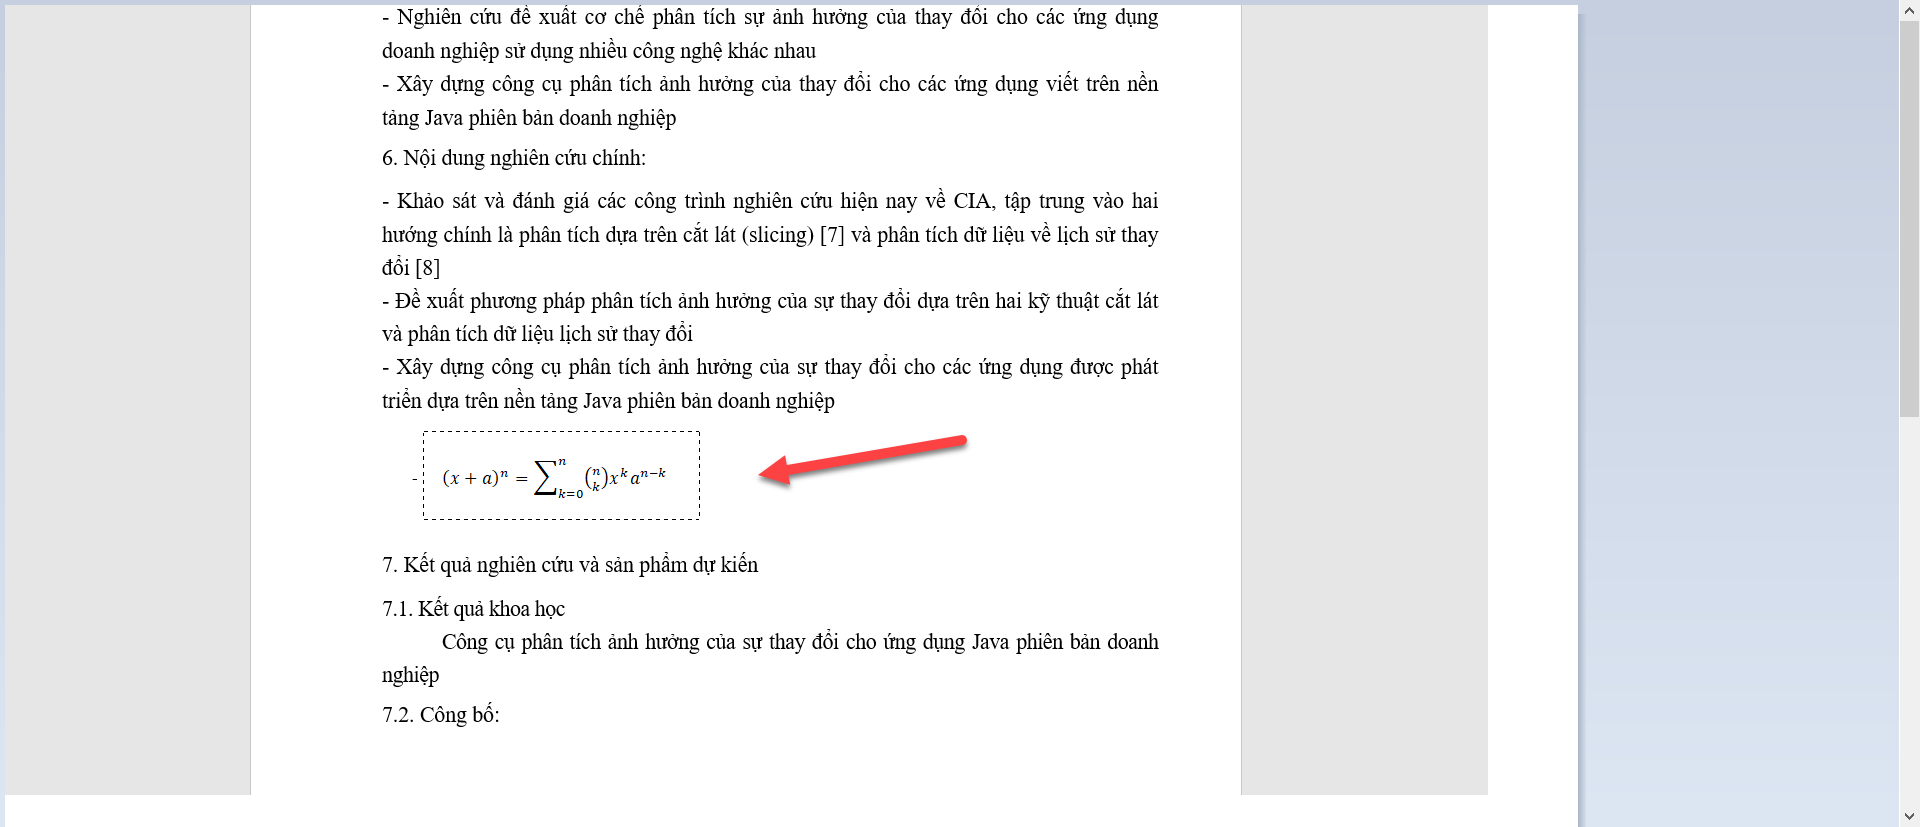 - Nghiên cứu đề xuất cơ chế phân tích sự ảnh hưởng của thay đổi cho các ứng dụng
doanh nghiệp sử dụng nhiều công nghệ khác nhau
- Xây dựng công cụ phân tích ảnh hưởng của thay đổi cho các ứng dụng viết trên nền
tảng Java phiên bản doanh nghiệp
6. Nội dung nghiên cứu chính:
- Khảo sát và đánh giá các công trình nghiên cứu hiện nay về CIA, tập trung vào hai
hướng chính là phân tích dựa trên cắt lát (slicing) [7] và phân tích dữ liệu về lịch sử thay
đổi [8]
- Đề xuất phương pháp phân tích ảnh hưởng của sự thay đổi dựa trên hai kỹ thuật cắt lát
và phân tích dữ liệu lịch sử thay đổi
- Xây dựng công cụ phân tích ảnh hưởng của sự thay đổi cho các ứng dụng được phát
triển dựa trên nền tảng Java phiên bản doanh nghiệp
- (x + a)^n = ∑_{k=0}^{n} (n k) x^k a^{n−k}
7. Kết quả nghiên cứu và sản phẩm dự kiến
7.1. Kết quả khoa học
Công cụ phân tích ảnh hưởng của sự thay đổi cho ứng dụng Java phiên bản doanh
nghiệp
7.2. Công bố: